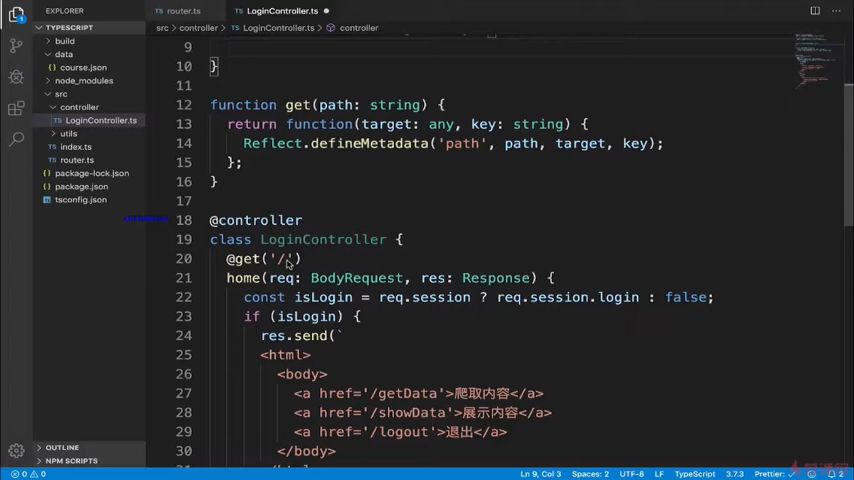 EXPLORER
router.ts
LoginController.ts
TYPESCRIPT
src > controller > LoginController.ts > controller
build
data
course.json
node_modules
src
controller
LoginController.ts
utils
index.ts
router.ts
package-lock.json
package.json
tsconfig.json
9
10 }
11
12 function get(path: string) {
13 return function(target: any, key: string) {
14 Reflect.defineMetadata('path', path, target, key);
15 };
16 }
17
18 @controller
19 class LoginController {
20 @get('/')
21 home(req: BodyRequest, res: Response) {
22 const isLogin = req.session ? req.session.login : false;
23 if (isLogin) {
24 res.send(`
25 <html>
26 <body>
27 <a href='/getData'>爬取内容</a>
28 <a href='/showData'>展示内容</a>
29 <a href='/logout'>退出</a>
30 </body>
OUTLINE
NPM SCRIPTS
0 0 Ln 9, Col 3 Spaces: 2 UTF-8 LF TypeScript 3.7.3 Prettier: ✓ 2